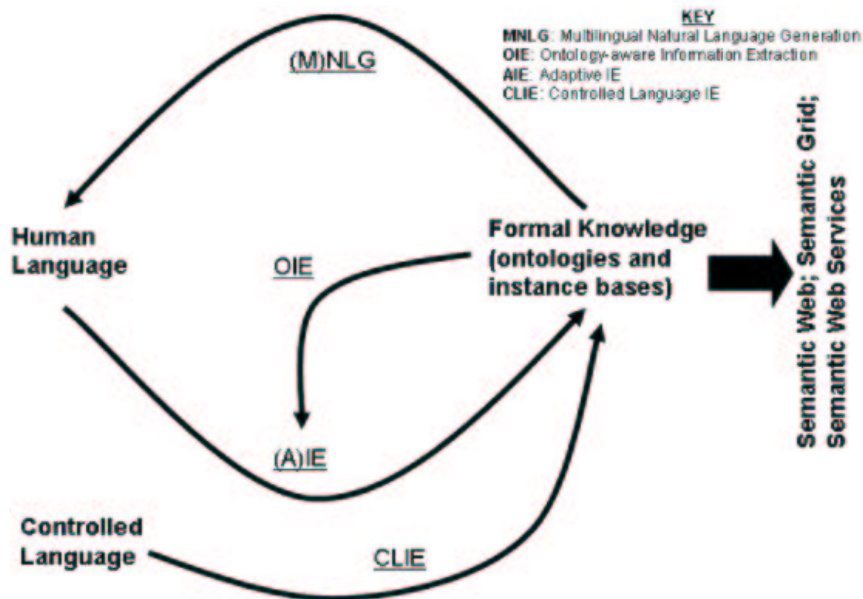 KEY
MNLG: Multilingual Natural Language Generation
OIE: Ontology-aware Information Extraction
AIE: Adaptive IE
CLIE: Controlled Language IE
(M)NLG
Human
Language
OIE
Formal Knowledge
(ontologies and
instance bases)
Semantic Web; Semantic Grid;
Semantic Web Services
(A)IE
Controlled
Language
CLIE